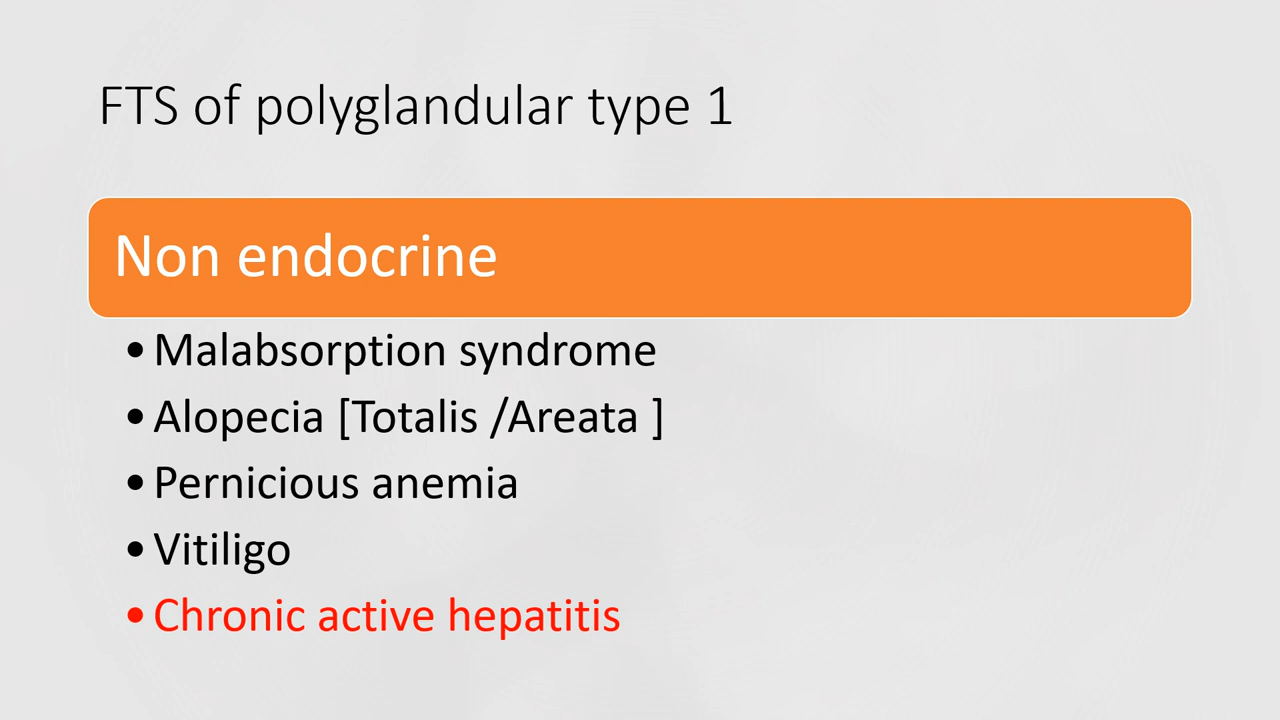 FTS of polyglandular type 1
Non endocrine
• Malabsorption syndrome
• Alopecia [Totalis /Areata ]
• Pernicious anemia
• Vitiligo
• Chronic active hepatitis